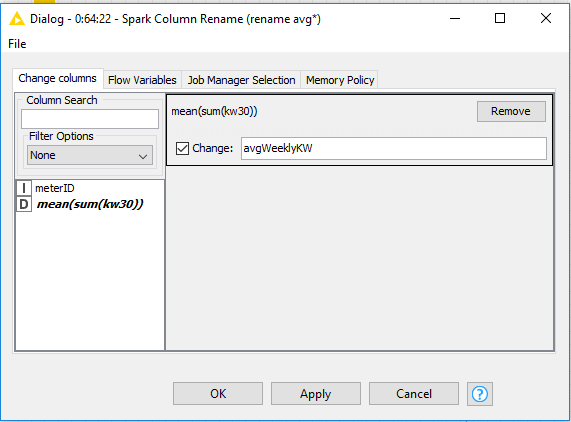 Dialog - 0:64:22 - Spark Column Rename (rename avg*)
File
Change columns Flow Variables Job Manager Selection Memory Policy
Column Search
Filter Options
None
I meterID
D mean(sum(kw30))
mean(sum(kw30)) Remove
Change: avgWeeklyKW
OK Apply Cancel ?